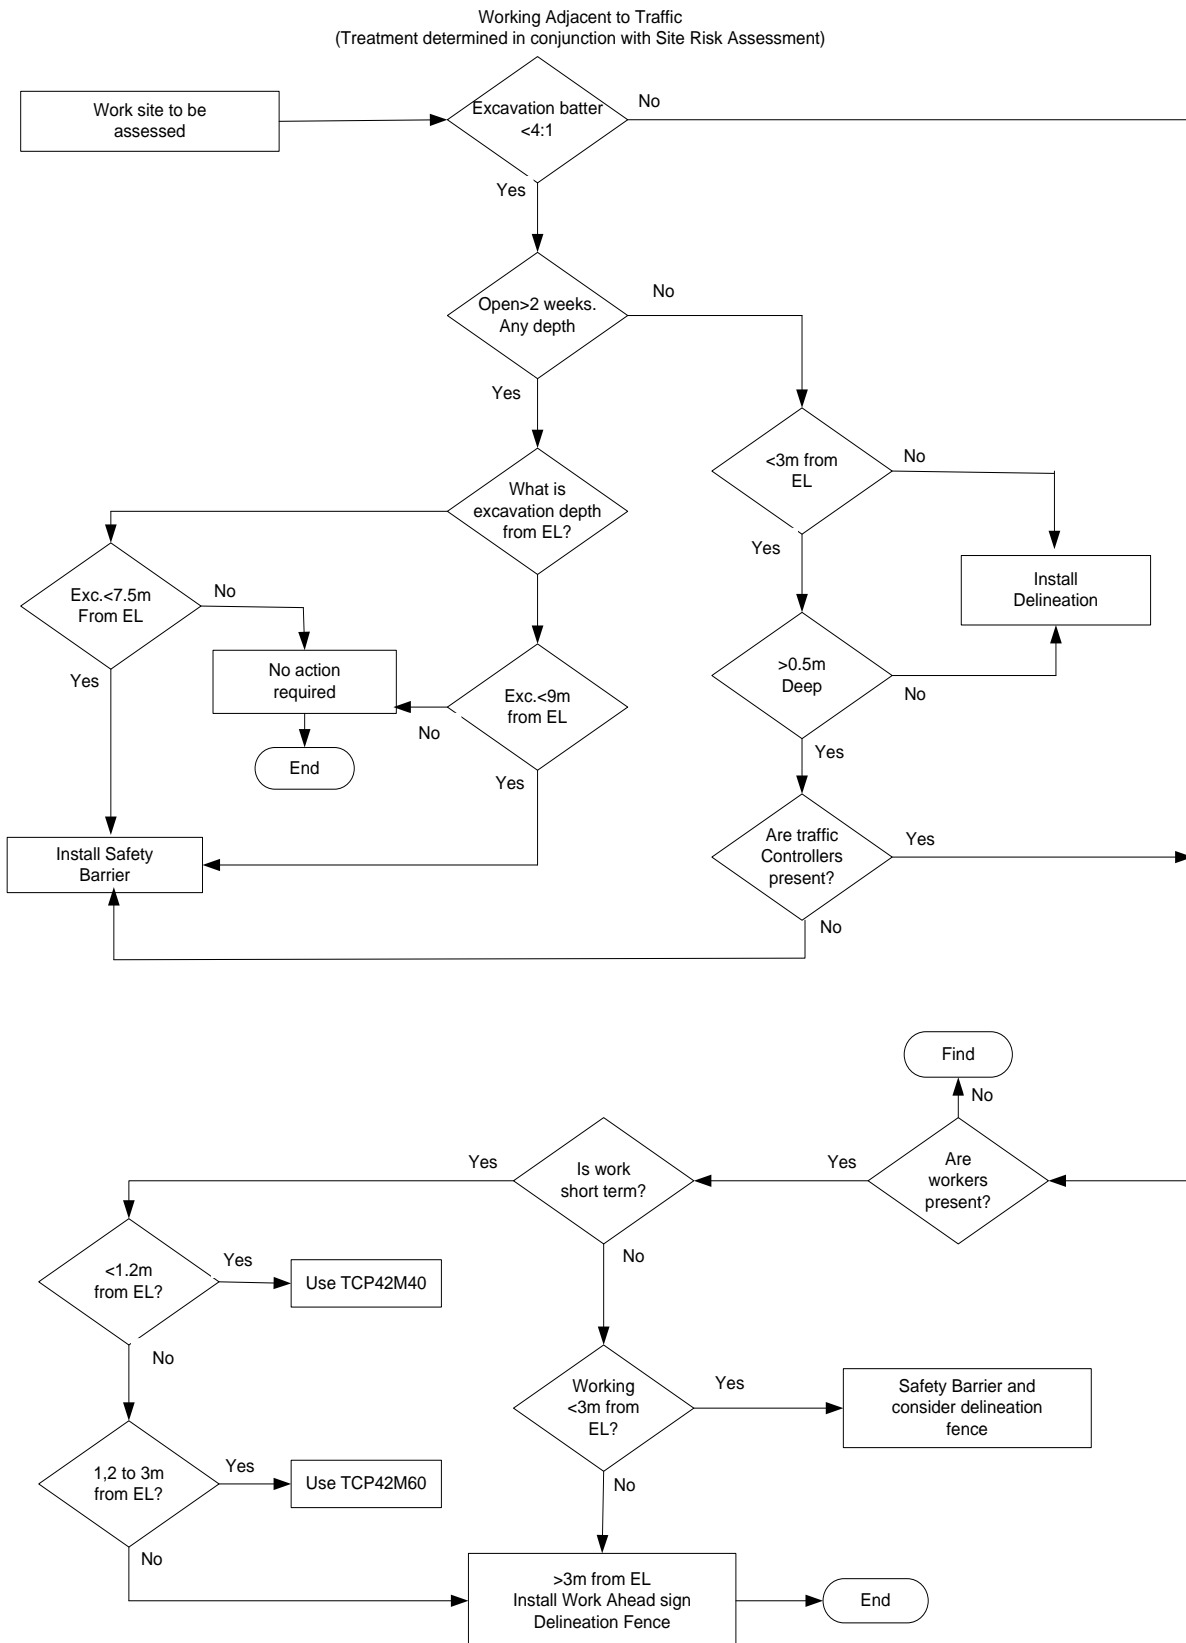 Working Adjacent to Traffic
(Treatment determined in conjunction with Site Risk Assessment)
Work site to be
assessed
Excavation batter
<4:1
No
Yes
Open>2 weeks.
Any depth
No
Yes
What is
excavation depth
from EL?
<3m from
EL
No
Yes
Install
Delineation
Exc.<7.5m
From EL
No
Yes
No action
required
End
Exc.<9m
from EL
No
Yes
>0.5m
Deep
No
Yes
Install Safety
Barrier
Are traffic
Controllers
present?
Yes
No
Find
No
Are
workers
present?
Yes
Is work
short term?
Yes
No
<1.2m
from EL?
Yes
Use TCP42M40
No
Working
<3m from
EL?
Yes
Safety Barrier and
consider delineation
fence
No
1,2 to 3m
from EL?
Yes
Use TCP42M60
No
>3m from EL
Install Work Ahead sign
Delineation Fence
End